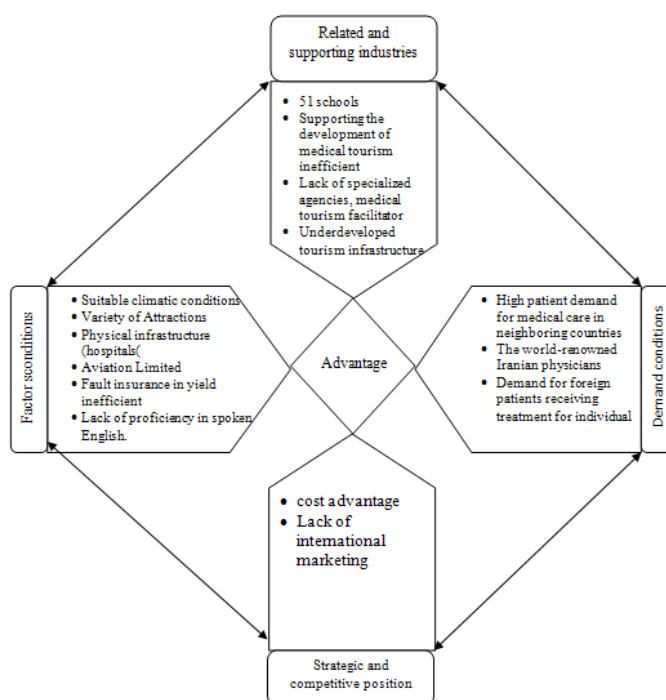 Related and
supporting industries
51 schools
Supporting the
development of
medical tourism
inefficient
Lack of specialized
agencies, medical
tourism facilitator
Underdeveloped
tourism infrastructure
Factor sconditions
Suitable climatic conditions
Variety of Attractions
Physical infrastructure
(hospitals(
Aviation Limited
Fault insurance in yield
inefficient
Lack of proficiency in spoken
English.
Advantage
High patient demand
for medical care in
neighboring countries
The world-renowned
Iranian physicians
Demand for foreign
patients receiving
treatment for individual
Demand conditions
cost advantage
Lack of
international
marketing
Strategic and
competitive position